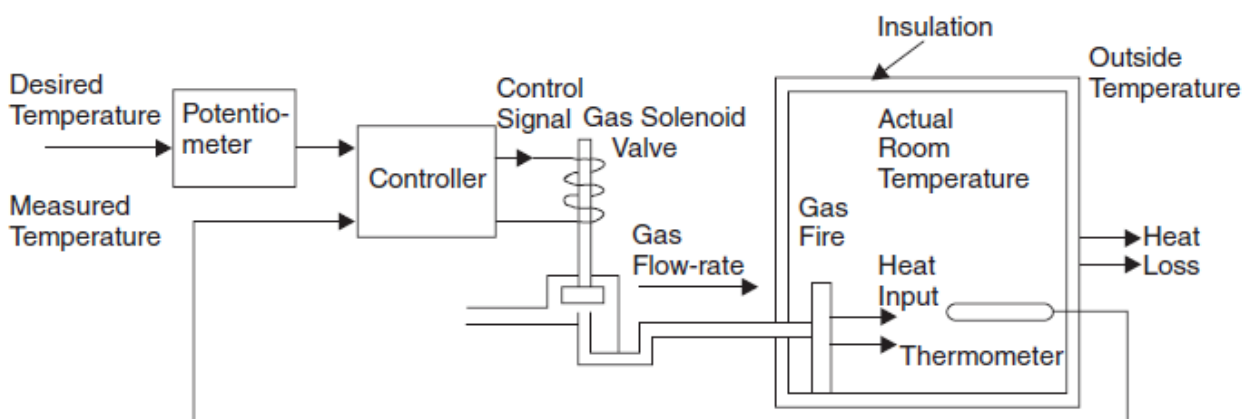 Desired
Temperature
Potentio-
meter
Measured
Temperature
Controller
Control
Signal
Gas Solenoid
Valve
Gas
Flow-rate
Insulation
Outside
Temperature
Actual
Room
Temperature
Gas
Fire
Heat
Input
Thermometer
Heat
Loss